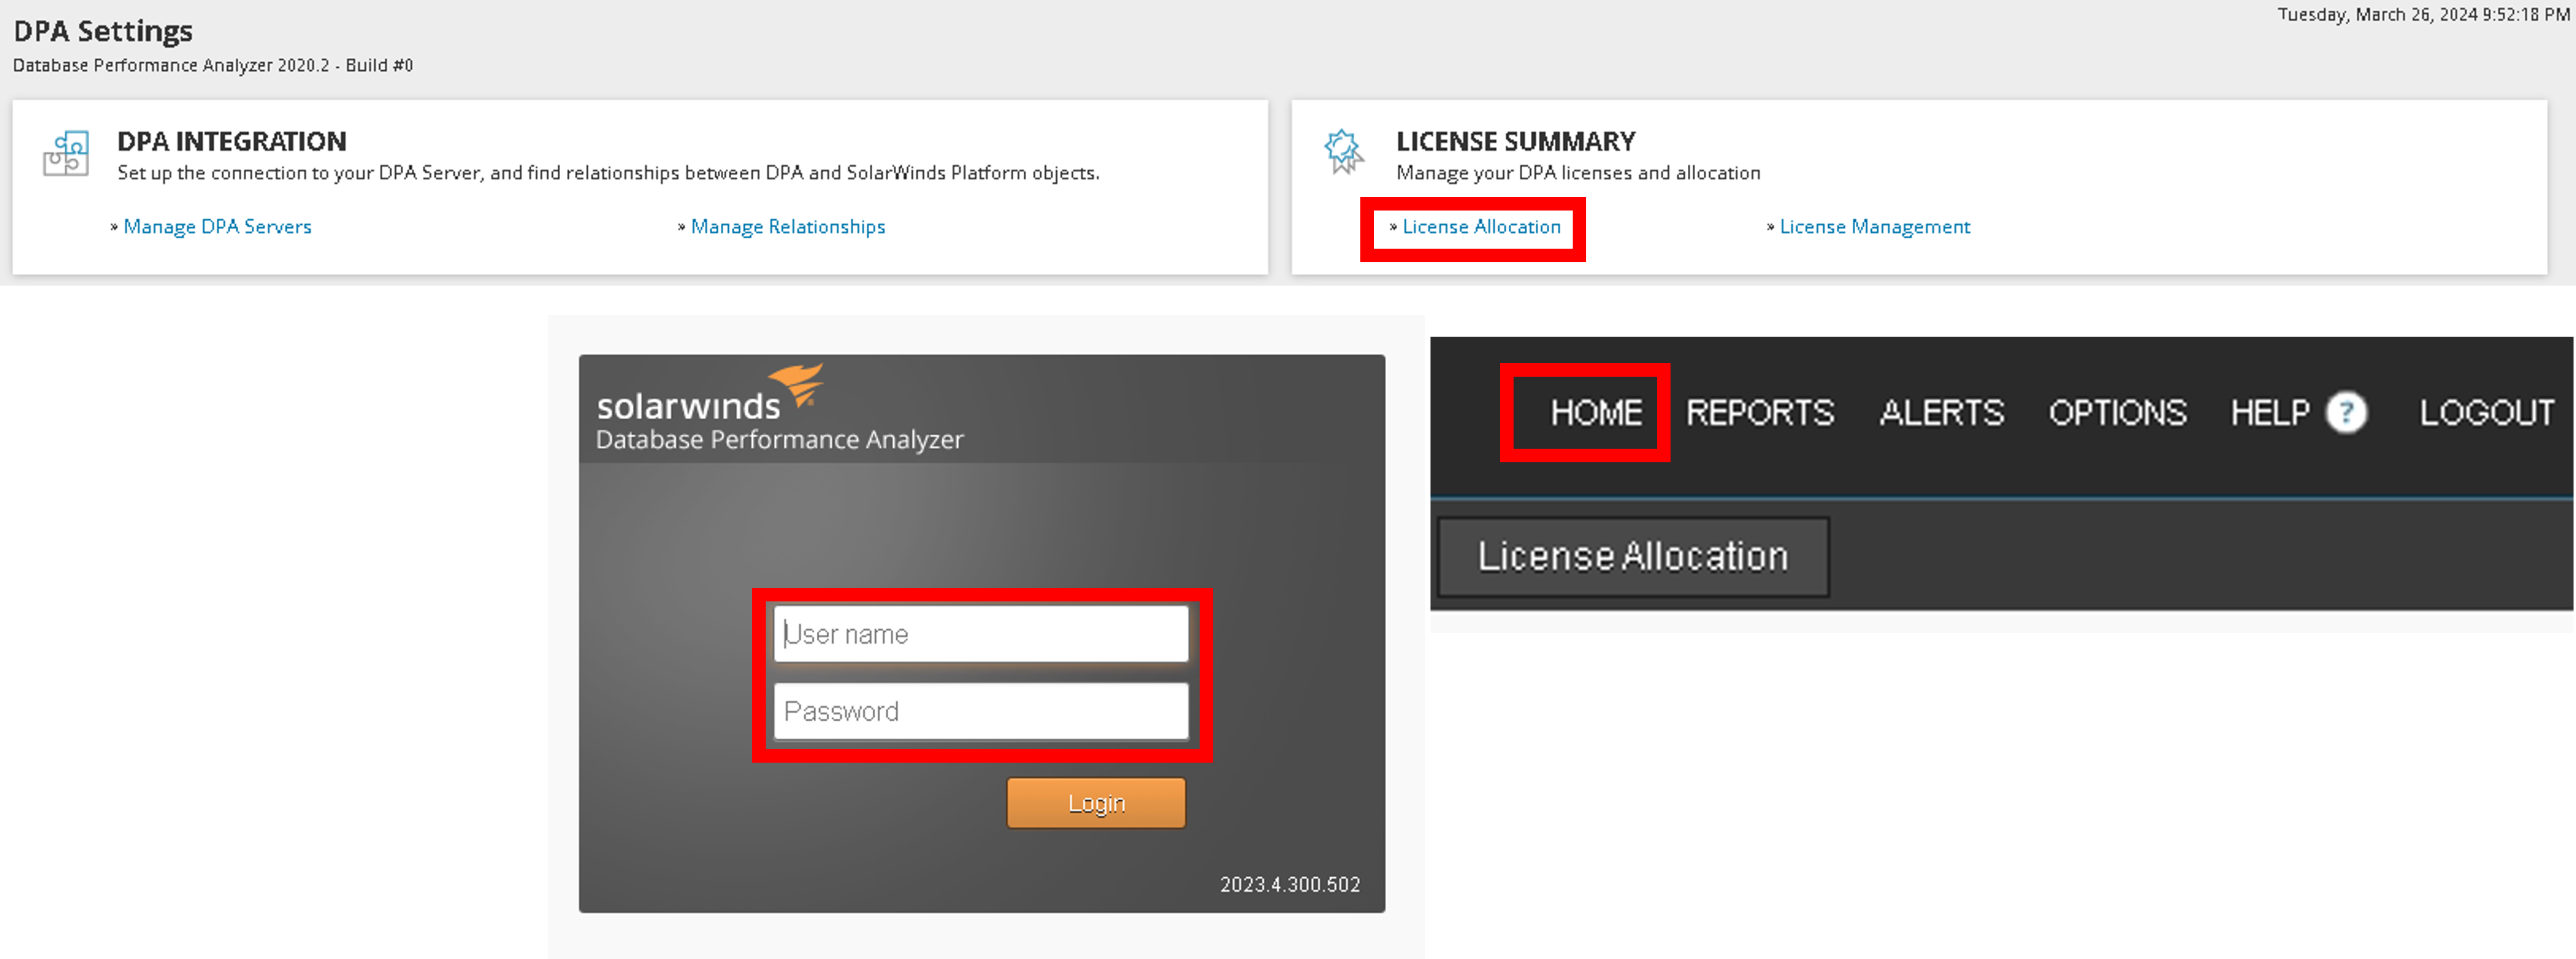 DPA Settings
Tuesday, March 26, 2024 9:52:18 PM
Database Performance Analyzer 2020.2 - Build #0
DPA INTEGRATION
Set up the connection to your DPA Server, and find relationships between DPA and SolarWinds Platform objects.
» Manage DPA Servers
» Manage Relationships
LICENSE SUMMARY
Manage your DPA licenses and allocation
» License Allocation
» License Management
solarwinds
Database Performance Analyzer
User name
Password
Login
2023.4.300.502
HOME REPORTS ALERTS OPTIONS HELP ? LOGOUT
License Allocation